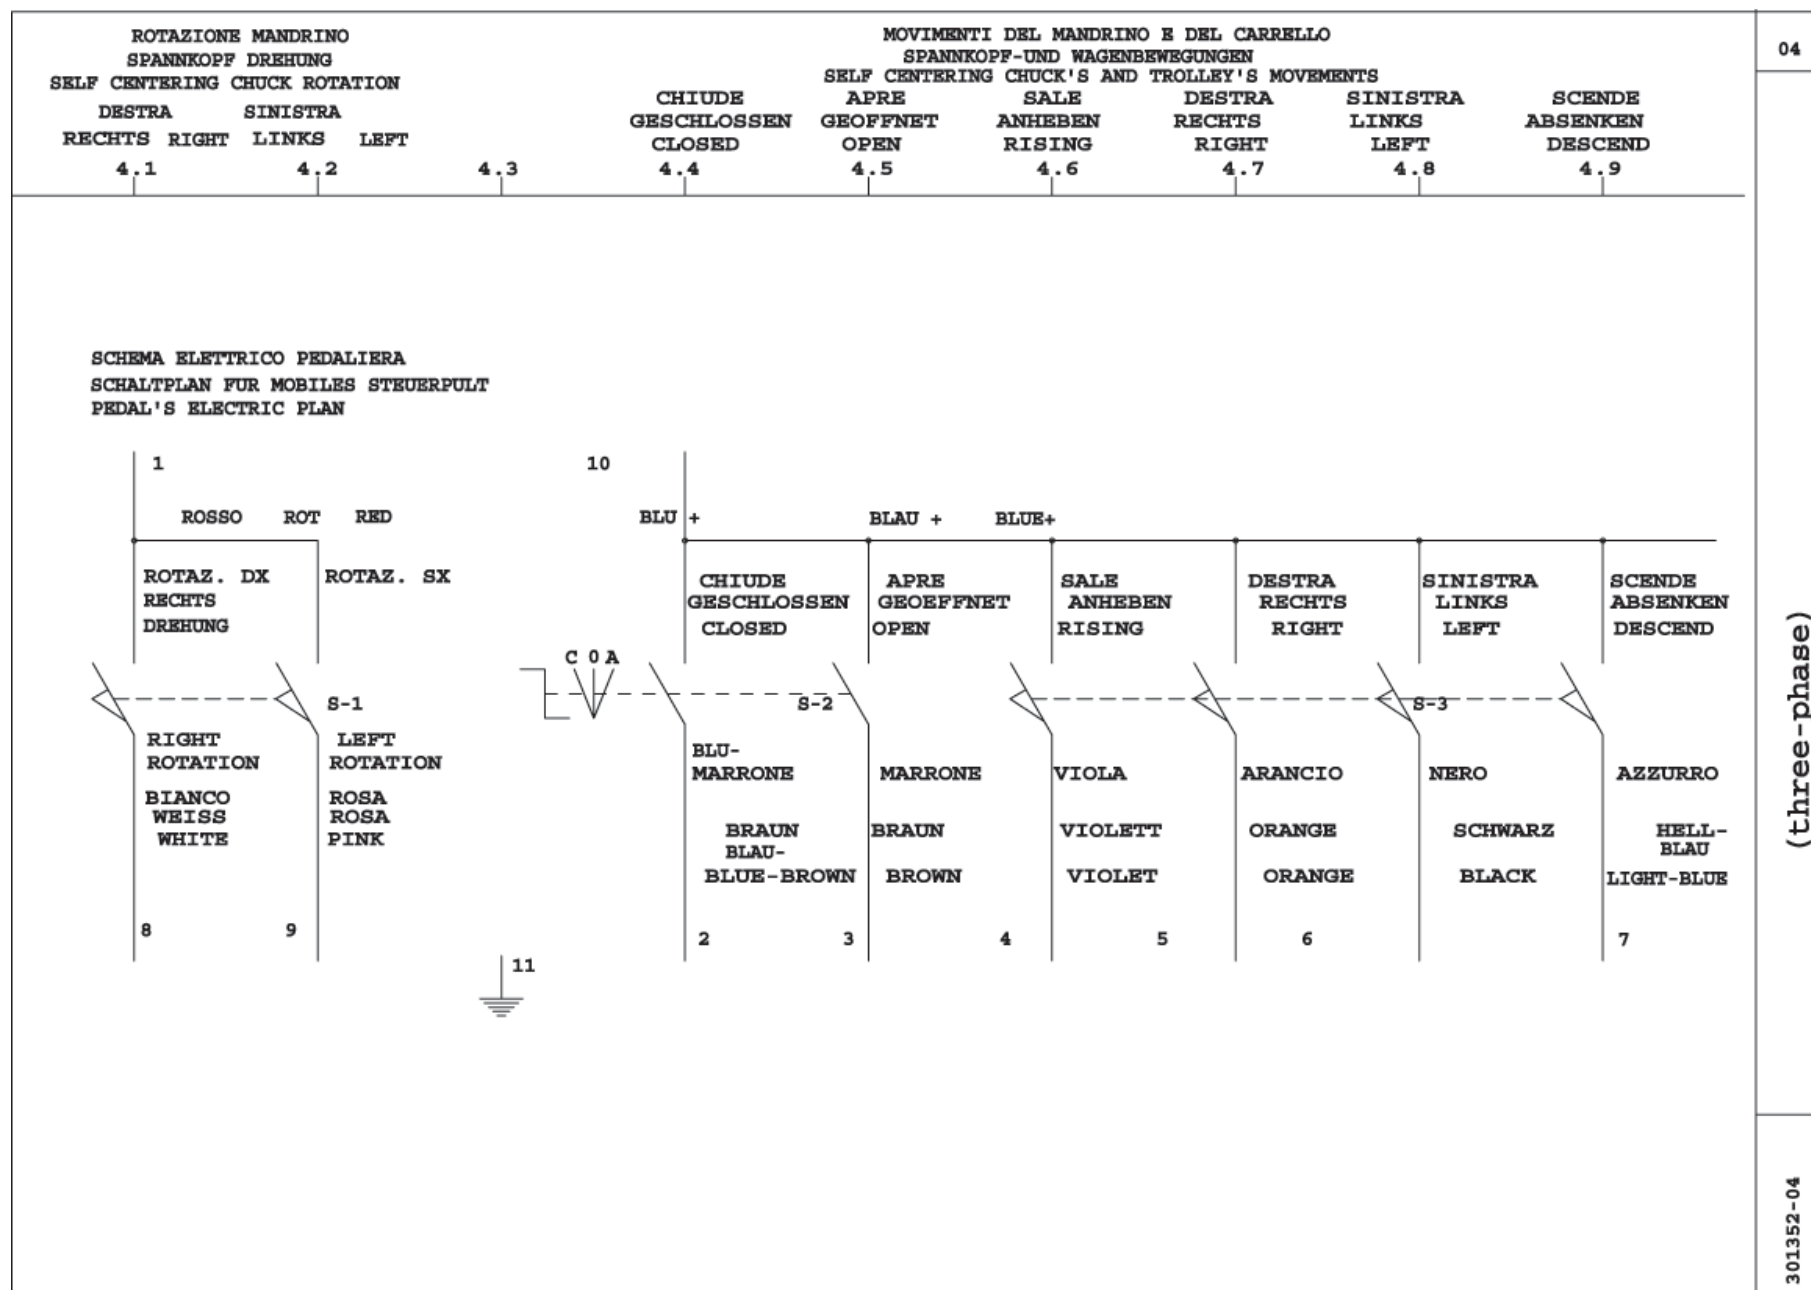 ROTAZIONE MANDRINO
SPANNKOPF DREHUNG
SELF CENTERING CHUCK ROTATION
DESTRA SINISTRA
RECHTS RIGHT LINKS LEFT
MOVIMENTI DEL MANDRINO E DEL CARRELLO
SPANNKOPF-UND WAGENBEWEGUNGEN
SELF CENTERING CHUCK'S AND TROLLEY'S MOVEMENTS
CHIUDE APRE SALE DESTRA SINISTRA SCENDE
GESCHLOSSEN GEOFFNET ANHEBEN RECHTS LINKS ABSENKEN
CLOSED OPEN RISING RIGHT LEFT DESCEND
4.1 4.2 4.3 4.4 4.5 4.6 4.7 4.8 4.9
04
SCHEMA ELETTRICO PEDALIERA
SCHALTPLAN FUR MOBILES STEUERPULT
PEDAL'S ELECTRIC PLAN
1 10
ROSSO ROT RED BLU + BLAU + BLUE+
ROTAZ. DX ROTAZ. SX
RECHTS
DREHUNG
CHIUDE APRE SALE DESTRA SINISTRA SCENDE
GESCHLOSSEN GEOEFFNET ANHEBEN RECHTS LINKS ABSENKEN
CLOSED OPEN RISING RIGHT LEFT DESCEND
C 0 A
S-1 S-2 S-3
RIGHT LEFT
ROTATION ROTATION
BIANCO ROSA
WEISS ROSA
WHITE PINK
BLU-
MARRONE MARRONE VIOLA ARANCIO NERO AZZURRO
BRAUN BRAUN VIOLETT ORANGE SCHWARZ HELL-
BLAU- BLAU
BLUE-BROWN BROWN VIOLET ORANGE BLACK LIGHT-BLUE
8 9 2 3 4 5 6 7
11
(three-phase)
301352-04